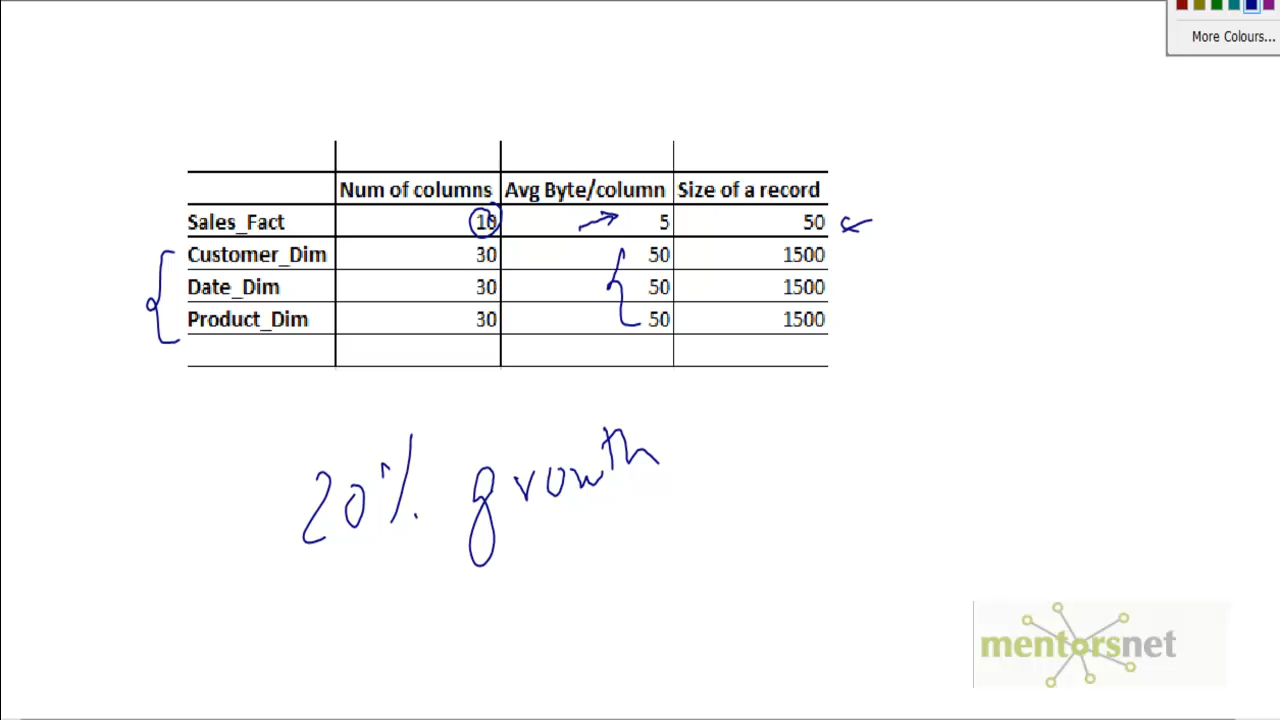 More Colours...
Num of columns Avg Byte/column Size of a record
Sales_Fact 10 5 50
Customer_Dim 30 50 1500
Date_Dim 30 50 1500
Product_Dim 30 50 1500
20% growth
mentorsnet